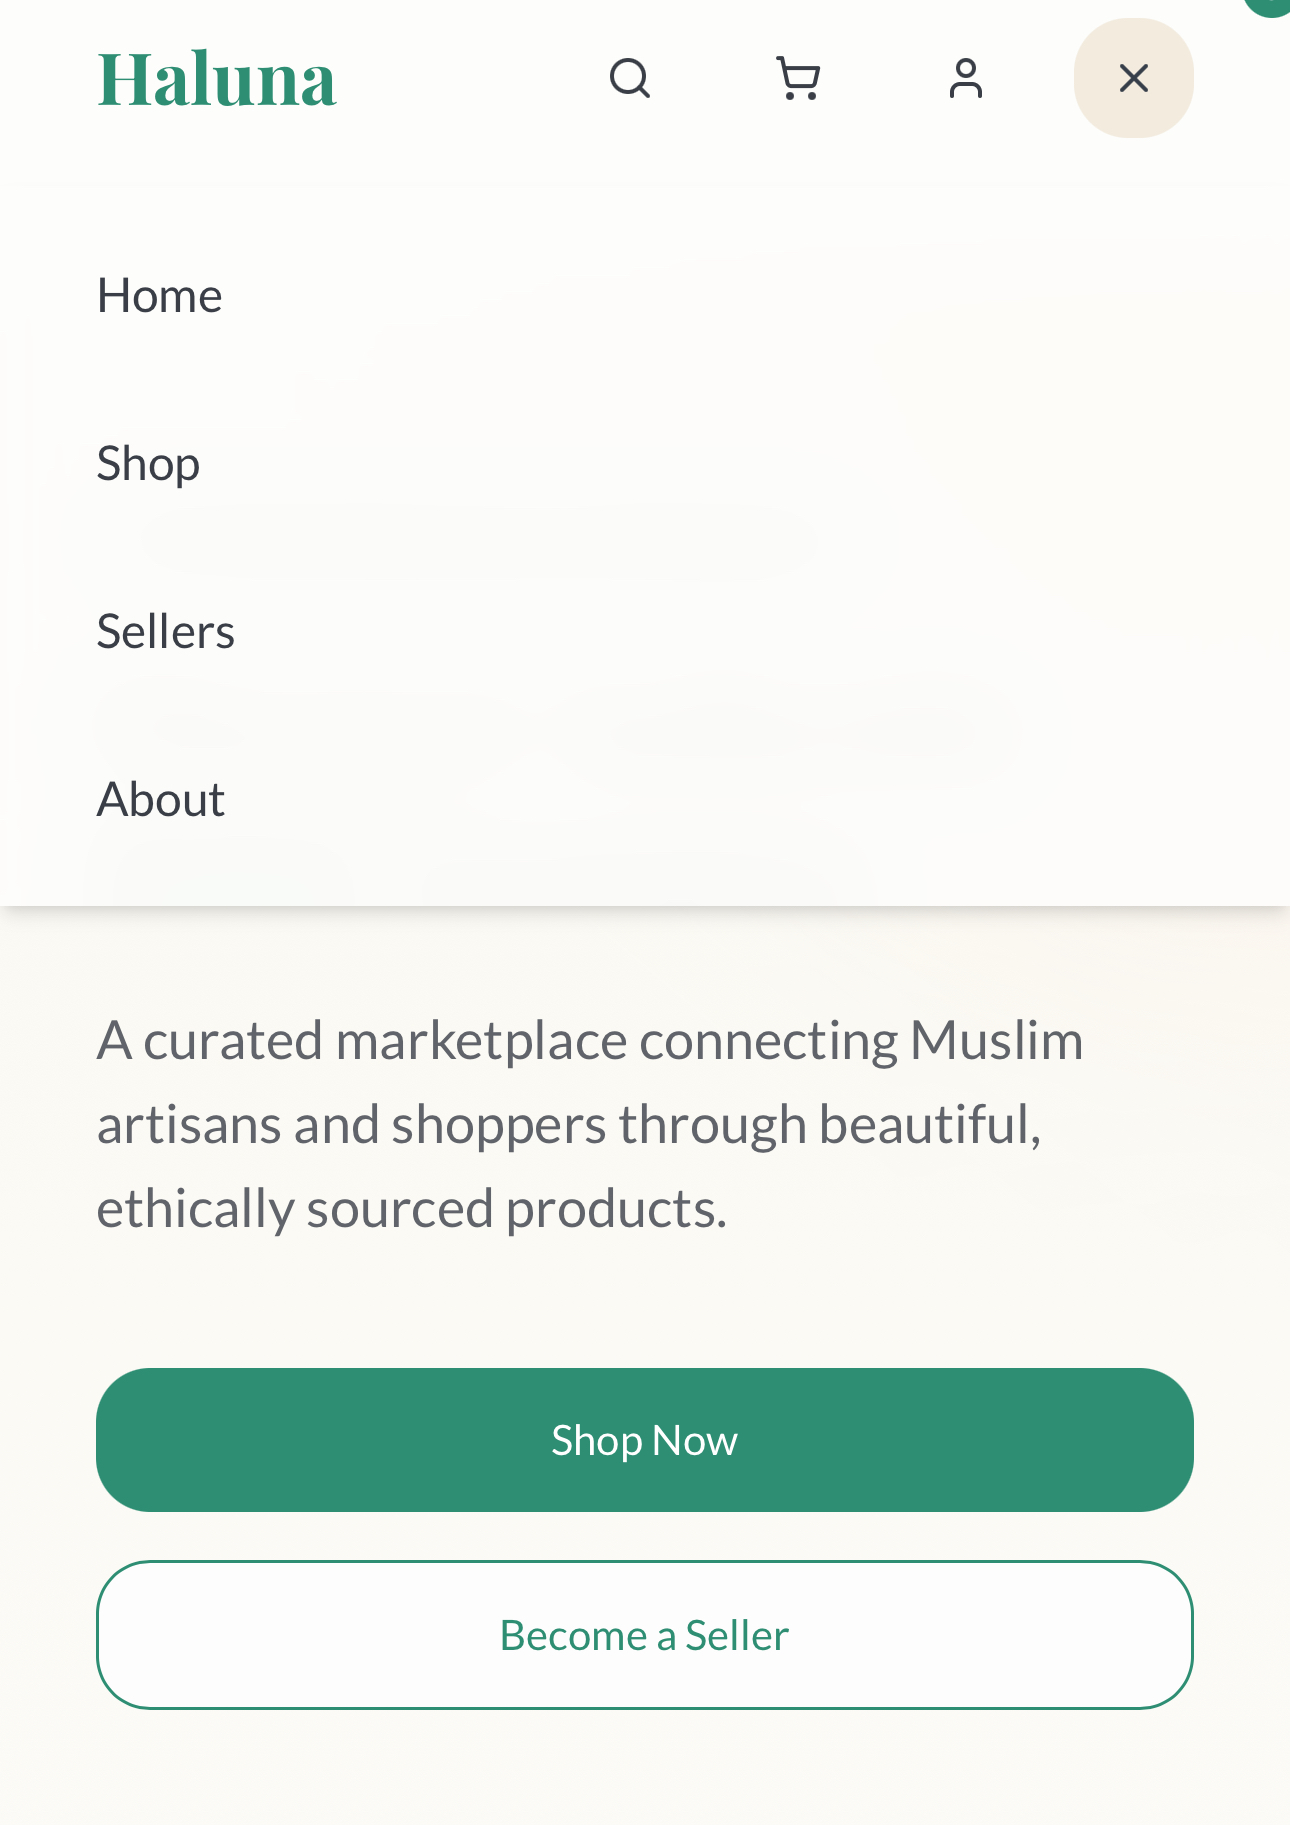 Haluna
Home
Shop
Sellers
About
A curated marketplace connecting Muslim
artisans and shoppers through beautiful,
ethically sourced products.
Shop Now
Become a Seller